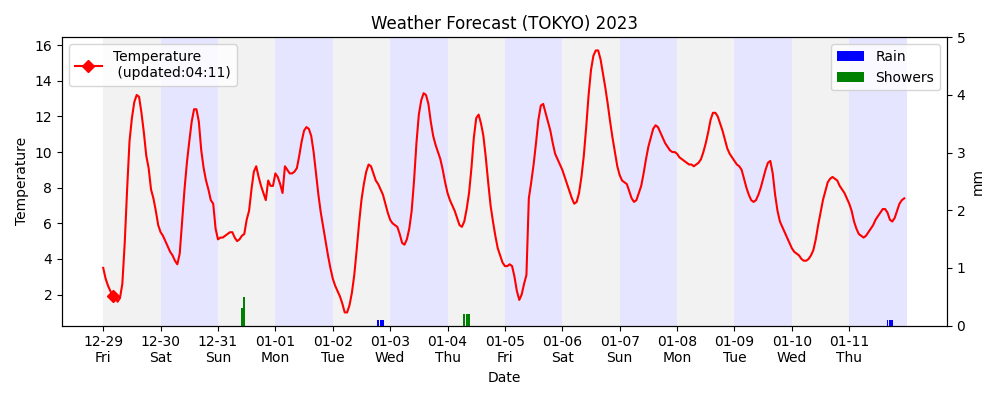 Weather Forecast (TOKYO) 2023
Temperature
(updated:04:11)
Rain
Showers
16
14
12
10
8
6
4
2
Temperature
5
4
3
2
1
0
mm
12-29 12-30 12-31 01-01 01-02 01-03 01-04 01-05 01-06 01-07 01-08 01-09 01-10 01-11
Fri Sat Sun Mon Tue Wed Thu Fri Sat Sun Mon Tue Wed Thu
Date